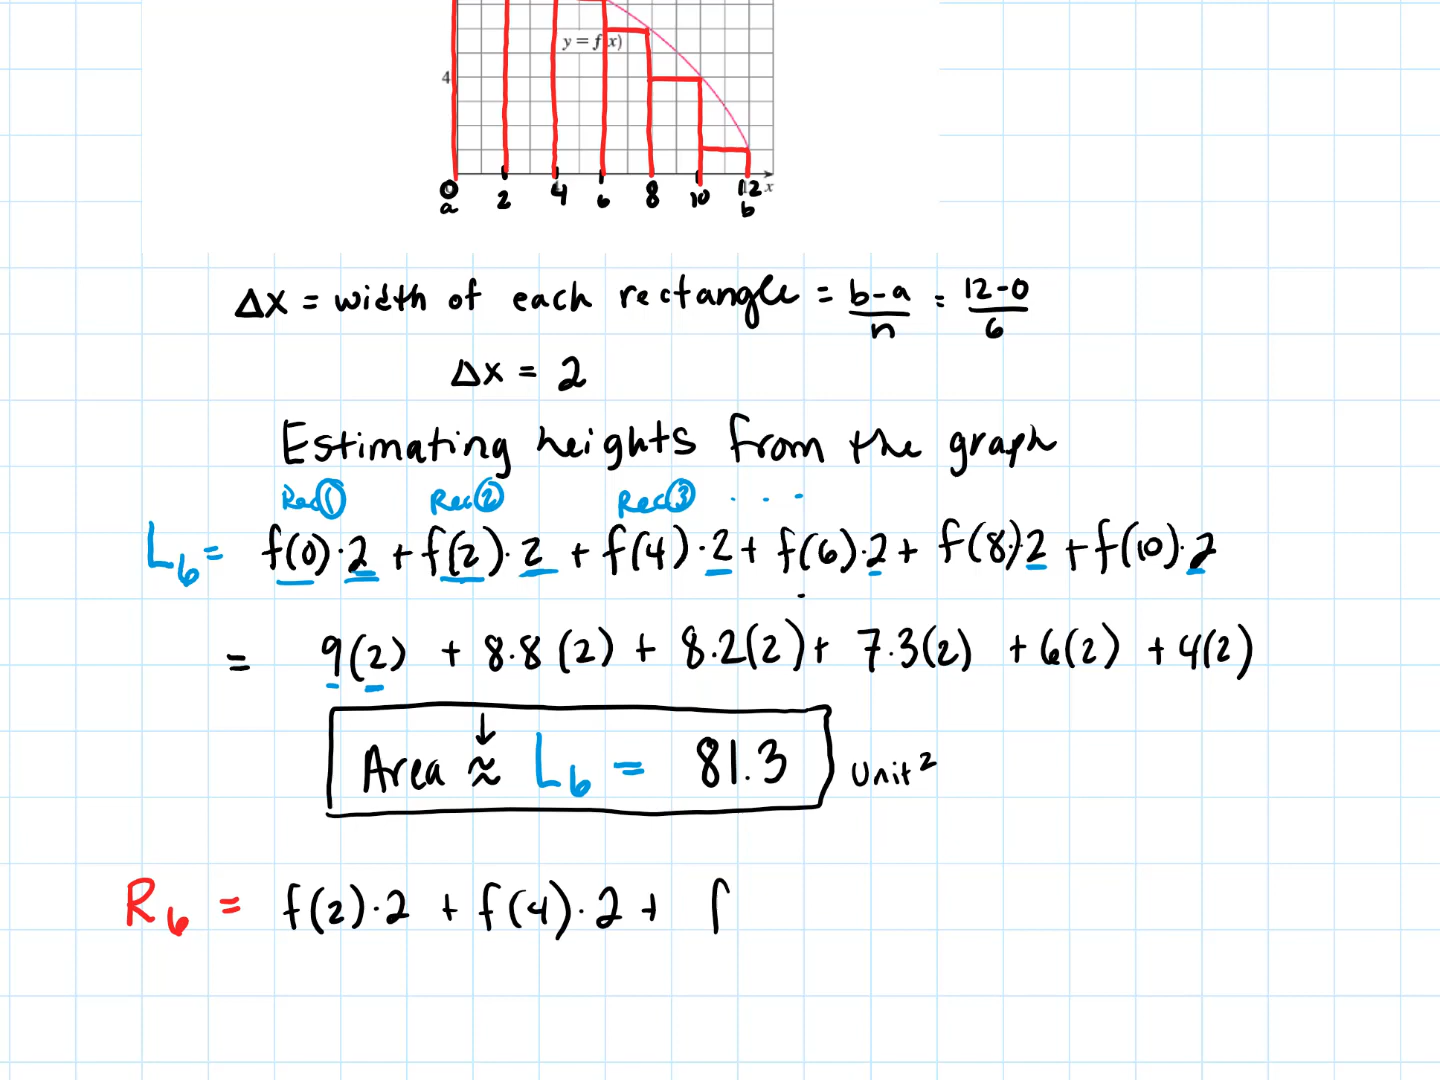 y = f(x)
4
0 2 4 6 8 10 12 x
a b
Δx = width of each rectangle = b-a/n = 12-0/6
Δx = 2
Estimating heights from the graph
Rec① Rec② Rec③ ...
L₆ = f(0)·2 + f(2)·2 + f(4)·2 + f(6)·2 + f(8)·2 + f(10)·2
= 9(2) + 8.8(2) + 8.2(2) + 7.3(2) + 6(2) + 4(2)
↓
Area ≈ L₆ = 81.3 Unit²
R₆ = f(2)·2 + f(4)·2 + f